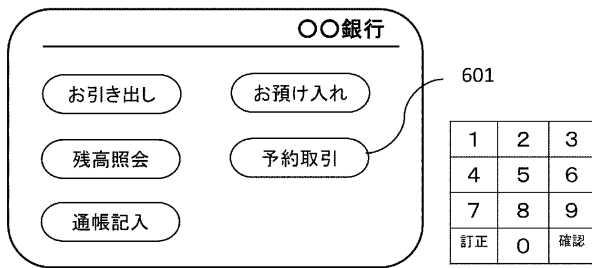 〇〇銀行
お引き出し
お預け入れ
601
残高照会
予約取引
通帳記入
1 2 3
4 5 6
7 8 9
訂正 0 確認